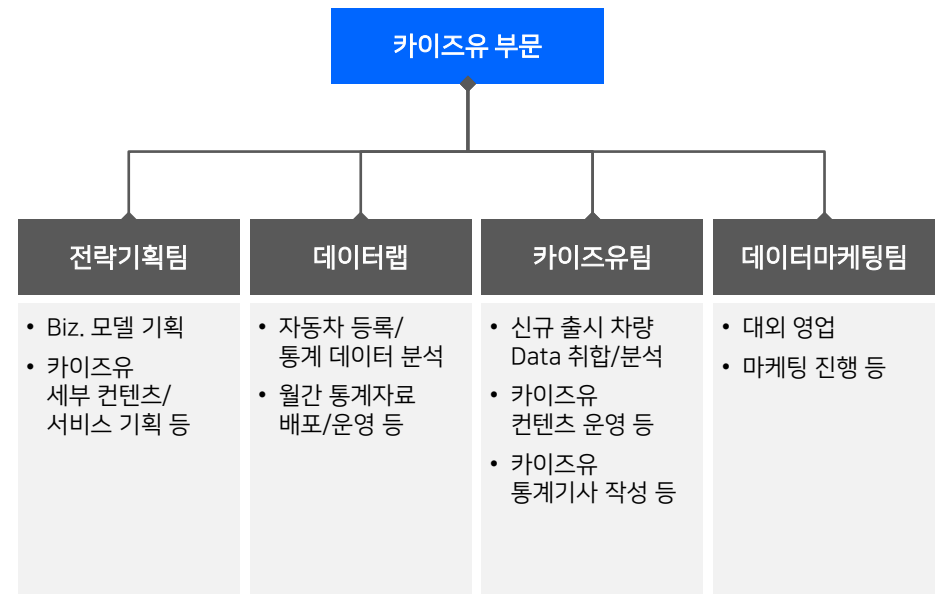 카이즈유 부문
전략기획팀
• Biz. 모델 기획
• 카이즈유
세부 컨텐츠/
서비스 기획 등
데이터랩
• 자동차 등록/
통계 데이터 분석
• 월간 통계자료
배포/운영 등
카이즈유팀
• 신규 출시 차량
Data 취합/분석
• 카이즈유
컨텐츠 운영 등
• 카이즈유
통계기사 작성 등
데이터마케팅팀
• 대외 영업
• 마케팅 진행 등